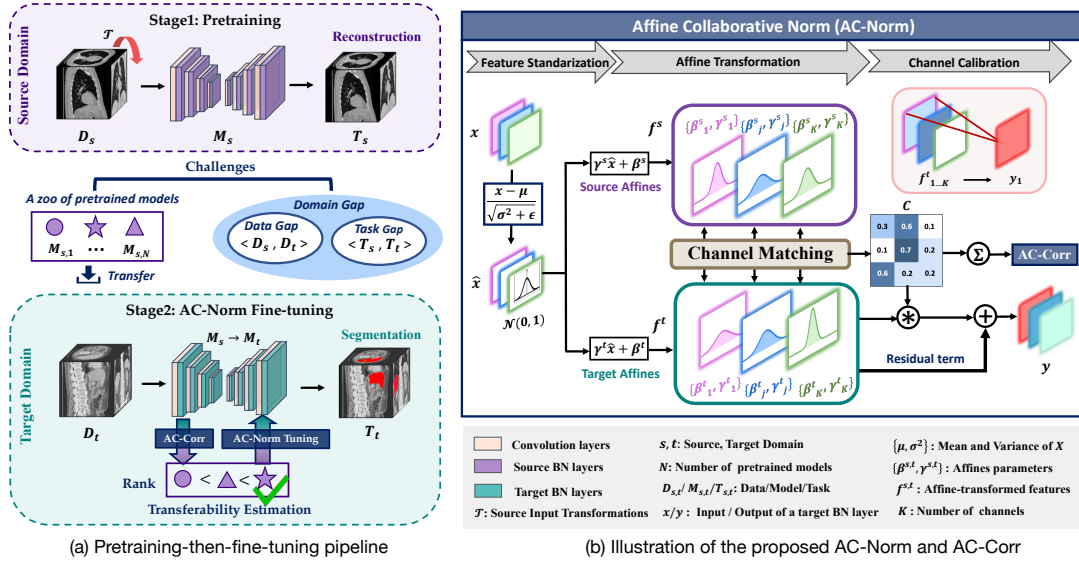 Stage1: Pretraining
Source Domain
𝒯
Reconstruction
D_s
M_s
T_s
Challenges
A zoo of pretrained models
M_{s,1} ... M_{s,N}
Transfer
Domain Gap
Data Gap
< D_s , D_t >
Task Gap
< T_s , T_t >
Stage2: AC-Norm Fine-tuning
Target Domain
M_s → M_t
Segmentation
D_t
T_t
AC-Corr
AC-Norm Tuning
Rank
< <
Transferability Estimation
(a) Pretraining-then-fine-tuning pipeline
Affine Collaborative Norm (AC-Norm)
Feature Standarization
Affine Transformation
Channel Calibration
x
x − μ
√σ² + ϵ
x̂
𝒩(0, 1)
f^s
γ^s x̂ + β^s
Source Affines
{β^s_1, γ^s_1} {β^s_j, γ^s_j} {β^s_K, γ^s_K}
Channel Matching
f^t
γ^t x̂ + β^t
Target Affines
{β^t_1, γ^t_1} {β^t_j, γ^t_j} {β^t_K, γ^t_K}
f^t_{1...K} → y_1
C
0.3 0.6 0.1
0.1 0.7 0.2
0.6 0.2 0.2
Σ
AC-Corr
*
+
Residual term
y
Convolution layers
Source BN layers
Target BN layers
𝒯: Source Input Transformations
s, t: Source, Target Domain
N: Number of pretrained models
D_{s,t}/ M_{s,t}/T_{s,t}: Data/Model/Task
x/y: Input / Output of a target BN layer
{μ, σ²} : Mean and Variance of X
{β^{s,t}, γ^{s,t}} : Affines parameters
f^{s,t} : Affine-transformed features
K : Number of channels
(b) Illustration of the proposed AC-Norm and AC-Corr